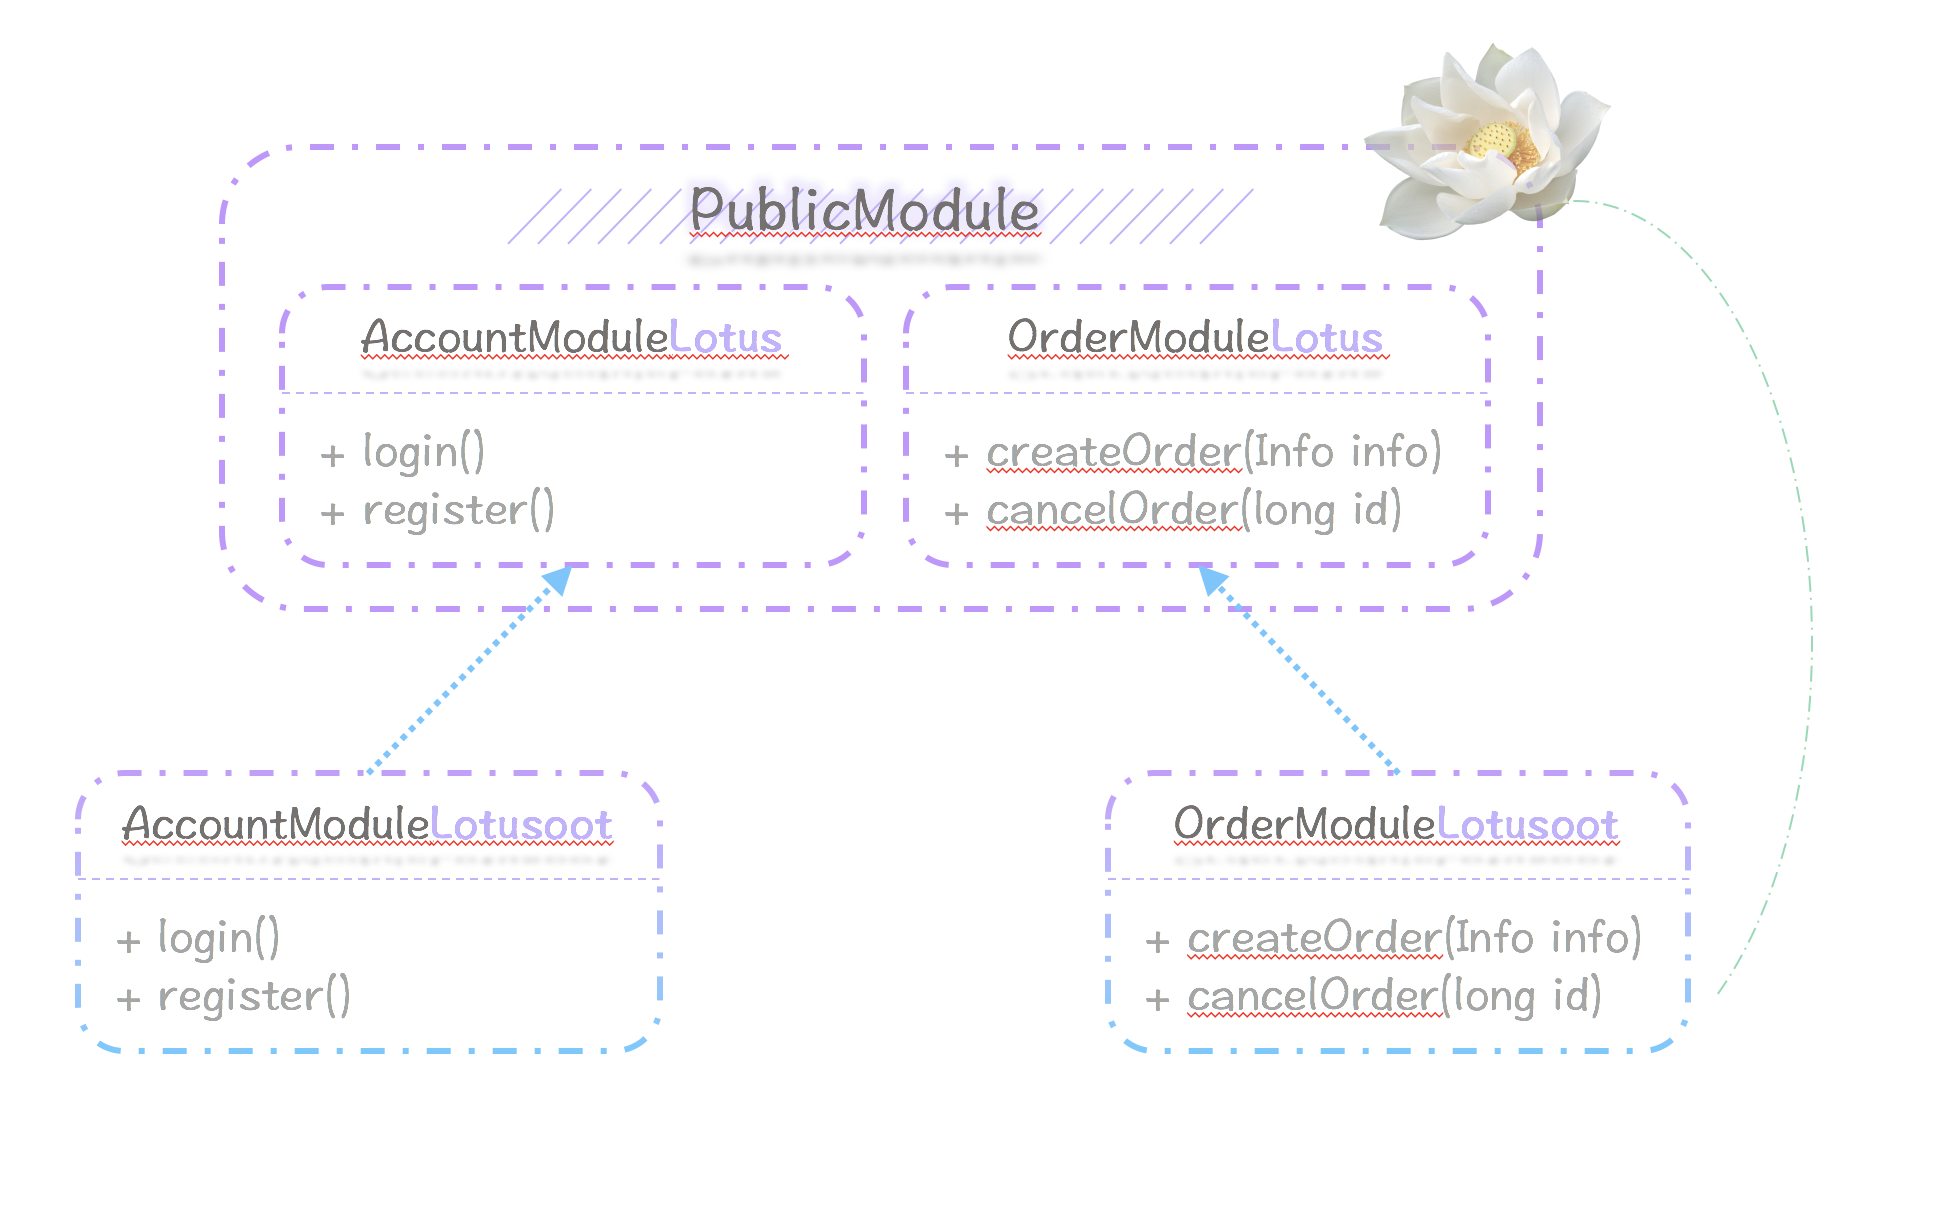 PublicModule
AccountModuleLotus
+ login()
+ register()
OrderModuleLotus
+ createOrder(Info info)
+ cancelOrder(long id)
AccountModuleLotusoot
+ login()
+ register()
OrderModuleLotusoot
+ createOrder(Info info)
+ cancelOrder(long id)